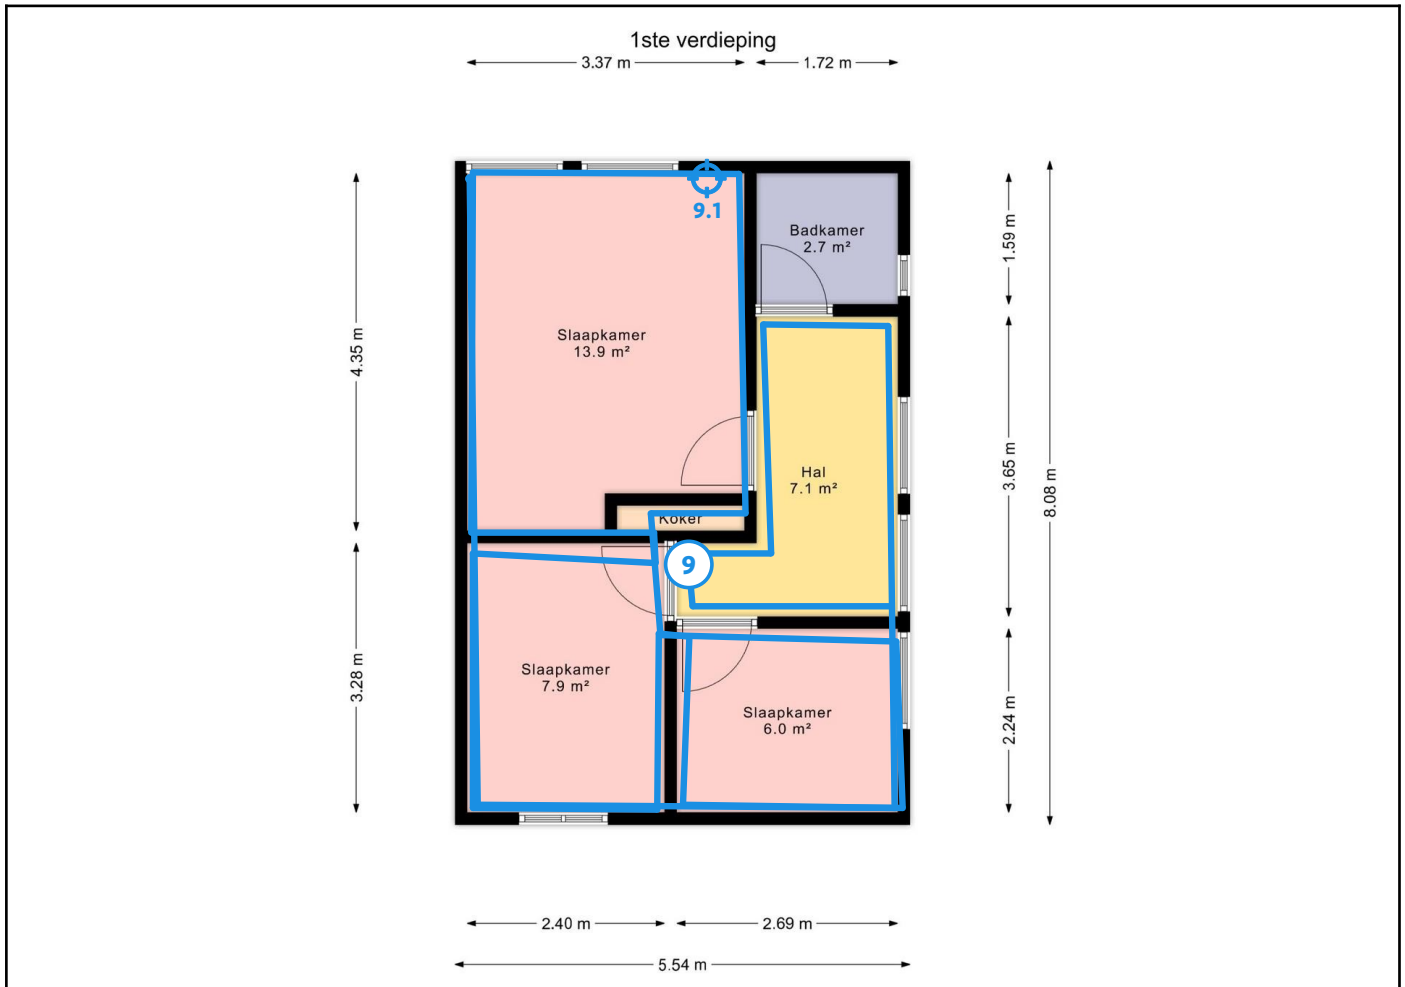 1ste verdieping
3.37 m
1.72 m
9.1
Badkamer
2.7 m²
1.59 m
4.35 m
Slaapkamer
13.9 m²
Hal
7.1 m²
3.65 m
8.08 m
Koker
9
Slaapkamer
7.9 m²
3.28 m
Slaapkamer
6.0 m²
2.24 m
2.40 m
2.69 m
5.54 m